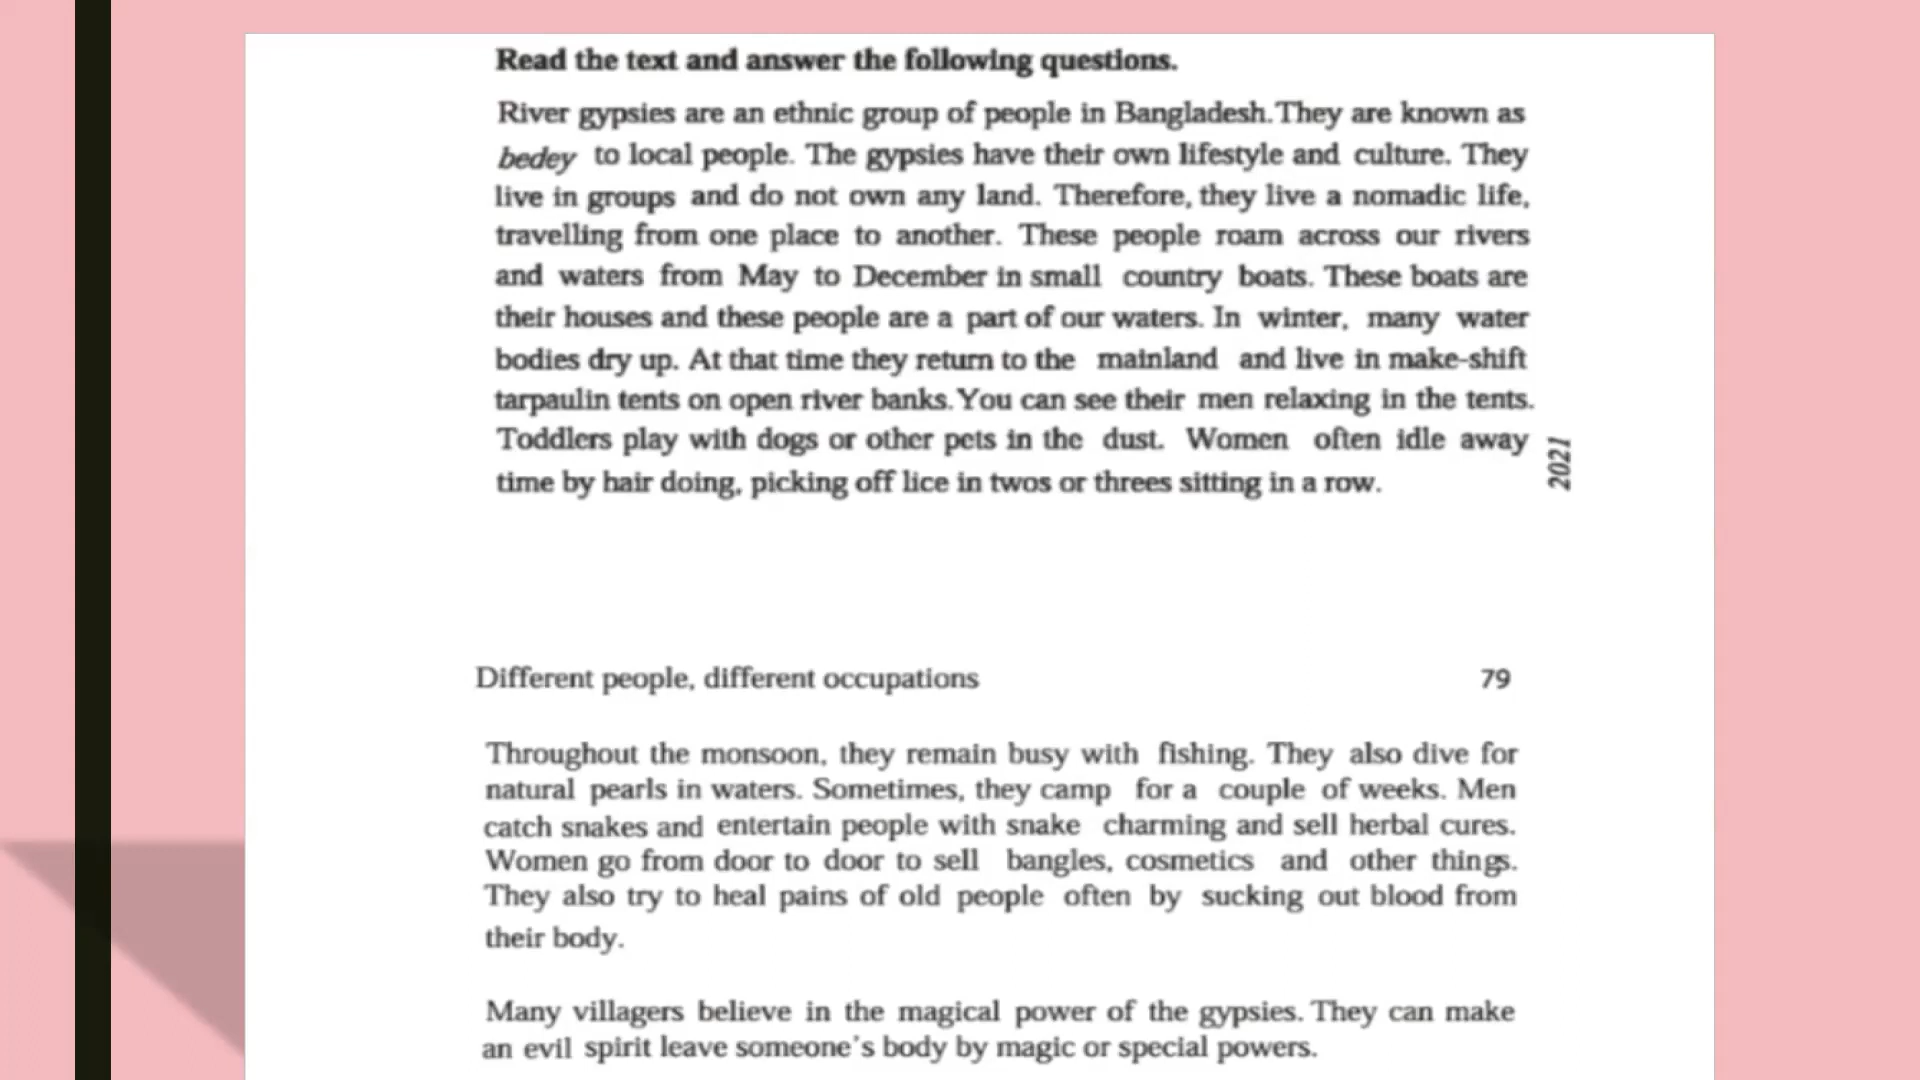 Read the text and answer the following questions.
River gypsies are an ethnic group of people in Bangladesh.They are known as
bedey to local people. The gypsies have their own lifestyle and culture. They
live in groups and do not own any land. Therefore, they live a nomadic life,
travelling from one place to another. These people roam across our rivers
and waters from May to December in small country boats. These boats are
their houses and these people are a part of our waters. In winter, many water
bodies dry up. At that time they return to the mainland and live in make-shift
tarpaulin tents on open river banks.You can see their men relaxing in the tents.
Toddlers play with dogs or other pets in the dust. Women often idle away
time by hair doing, picking off lice in twos or threes sitting in a row.
2021
Different people, different occupations 79
Throughout the monsoon, they remain busy with fishing. They also dive for
natural pearls in waters. Sometimes, they camp for a couple of weeks. Men
catch snakes and entertain people with snake charming and sell herbal cures.
Women go from door to door to sell bangles, cosmetics and other things.
They also try to heal pains of old people often by sucking out blood from
their body.
Many villagers believe in the magical power of the gypsies. They can make
an evil spirit leave someone's body by magic or special powers.